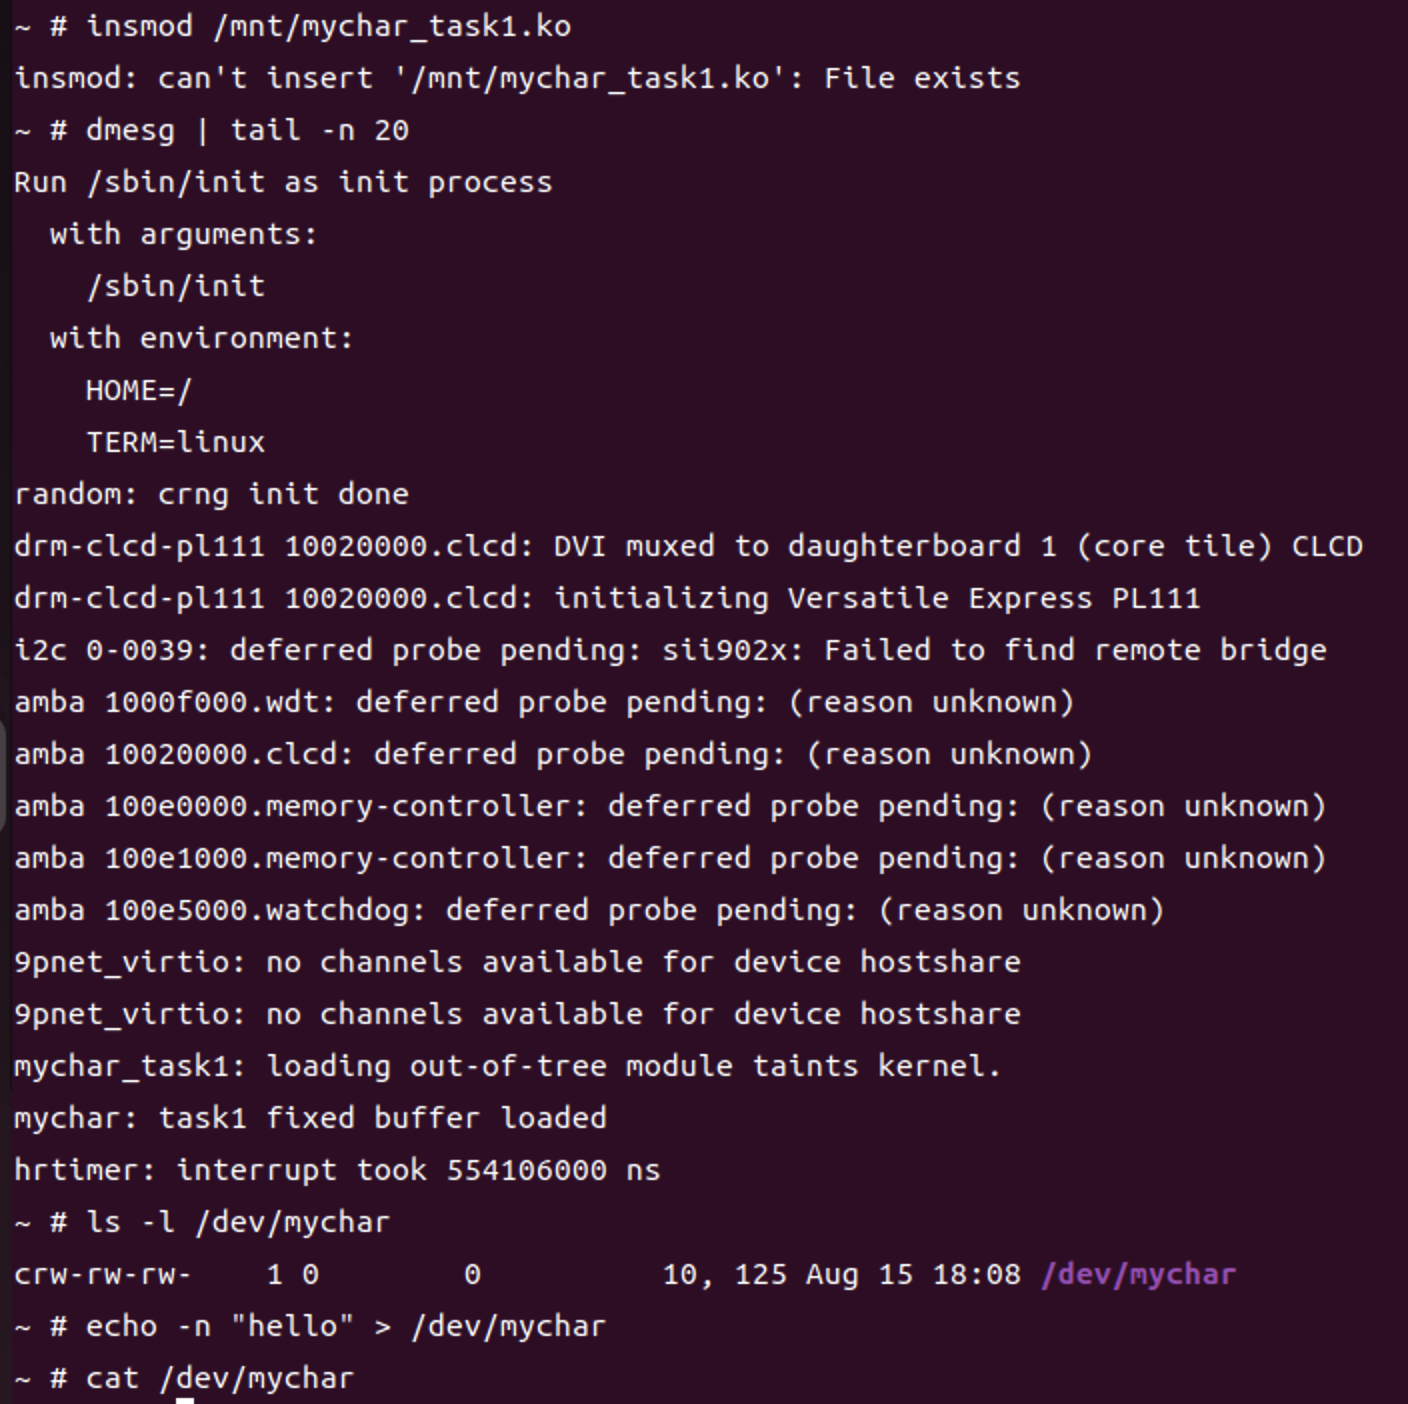 ~ # insmod /mnt/mychar_task1.ko
insmod: can't insert '/mnt/mychar_task1.ko': File exists
~ # dmesg | tail -n 20
Run /sbin/init as init process
  with arguments:
    /sbin/init
  with environment:
    HOME=/
    TERM=linux
random: crng init done
drm-clcd-pl111 10020000.clcd: DVI muxed to daughterboard 1 (core tile) CLCD
drm-clcd-pl111 10020000.clcd: initializing Versatile Express PL111
i2c 0-0039: deferred probe pending: sii902x: Failed to find remote bridge
amba 1000f000.wdt: deferred probe pending: (reason unknown)
amba 10020000.clcd: deferred probe pending: (reason unknown)
amba 100e0000.memory-controller: deferred probe pending: (reason unknown)
amba 100e1000.memory-controller: deferred probe pending: (reason unknown)
amba 100e5000.watchdog: deferred probe pending: (reason unknown)
9pnet_virtio: no channels available for device hostshare
9pnet_virtio: no channels available for device hostshare
mychar_task1: loading out-of-tree module taints kernel.
mychar: task1 fixed buffer loaded
hrtimer: interrupt took 554106000 ns
~ # ls -l /dev/mychar
crw-rw-rw-    1 0        0          10, 125 Aug 15 18:08 /dev/mychar
~ # echo -n "hello" > /dev/mychar
~ # cat /dev/mychar